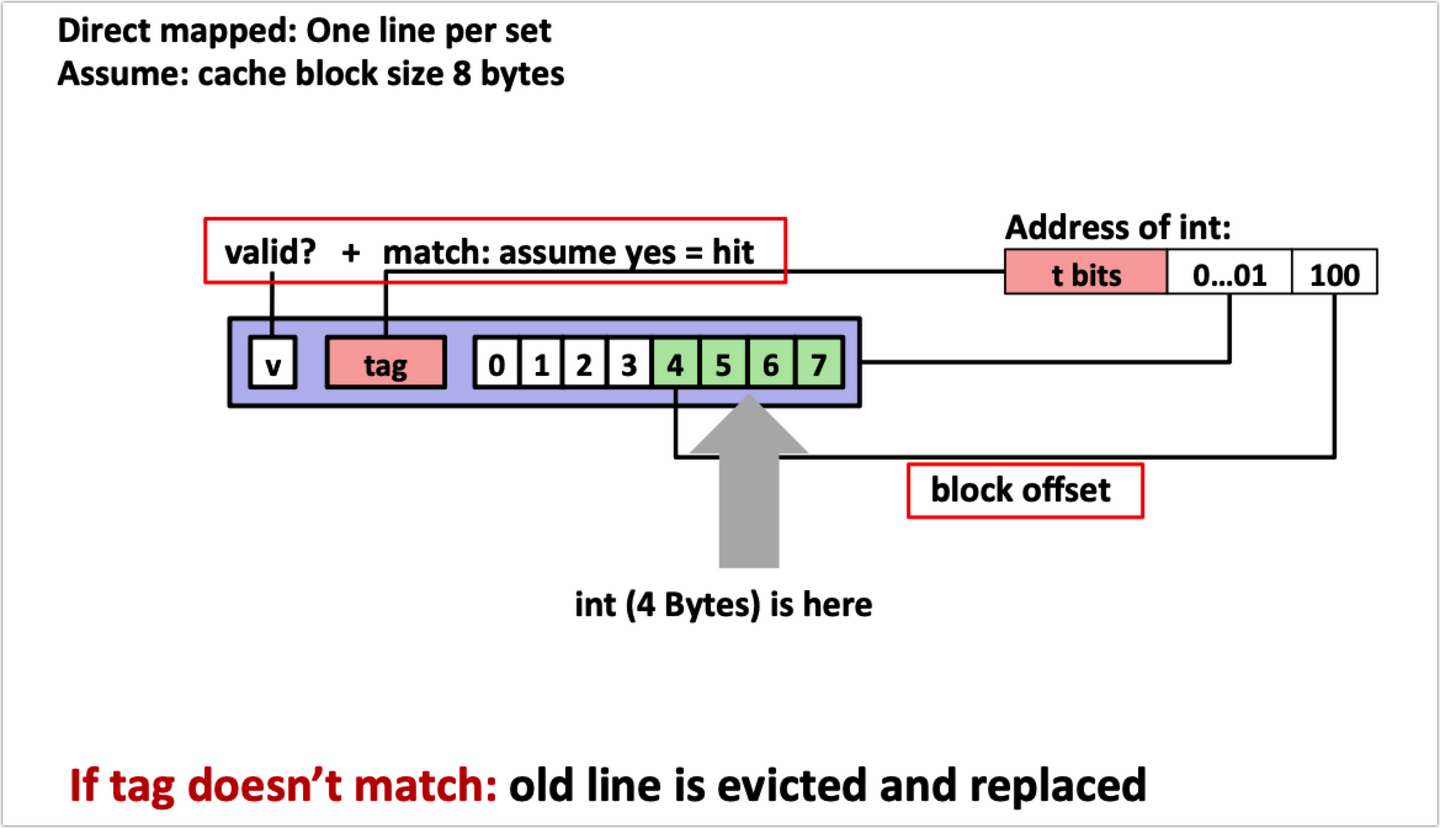 Direct mapped: One line per set
Assume: cache block size 8 bytes
Address of int:
valid? + match: assume yes = hit
t bits 0...01 100
v tag 0 1 2 3 4 5 6 7
block offset
int (4 Bytes) is here
If tag doesn’t match: old line is evicted and replaced